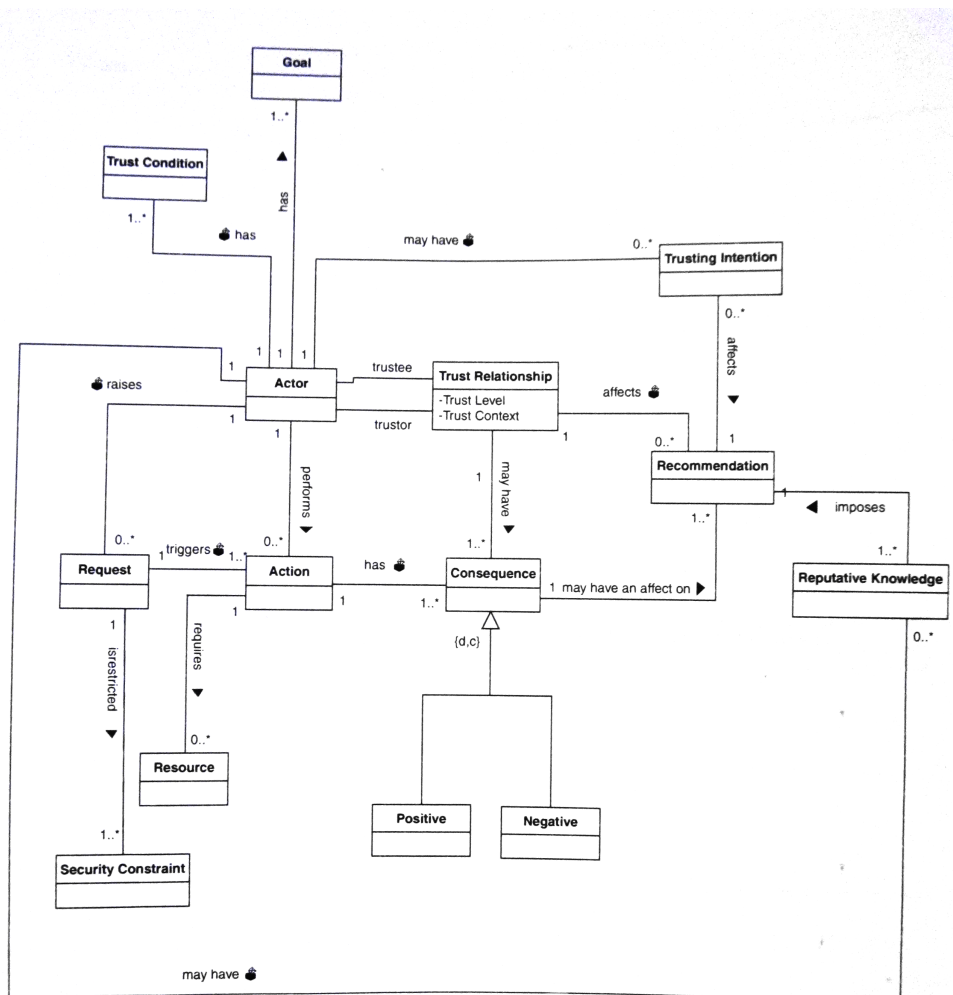 Goal
1..*
Trust Condition
1..*
has
has
may have
0..*
Trusting Intention
0..*
affects
1
1
1
1
raises
Actor
trustee
trustor
Trust Relationship
-Trust Level
-Trust Context
affects
1
0..*
1
Recommendation
1
1
performs
1
may have
1..*
1
imposes
0..*
1
triggers
1..*
0..*
1..*
1..*
Request
Action
has
Consequence
Reputative Knowledge
1
1
1
1..*
1 may have an affect on
0..*
isrestricted
requires
{d,c}
0..*
Resource
Positive
Negative
1..*
Security Constraint
may have